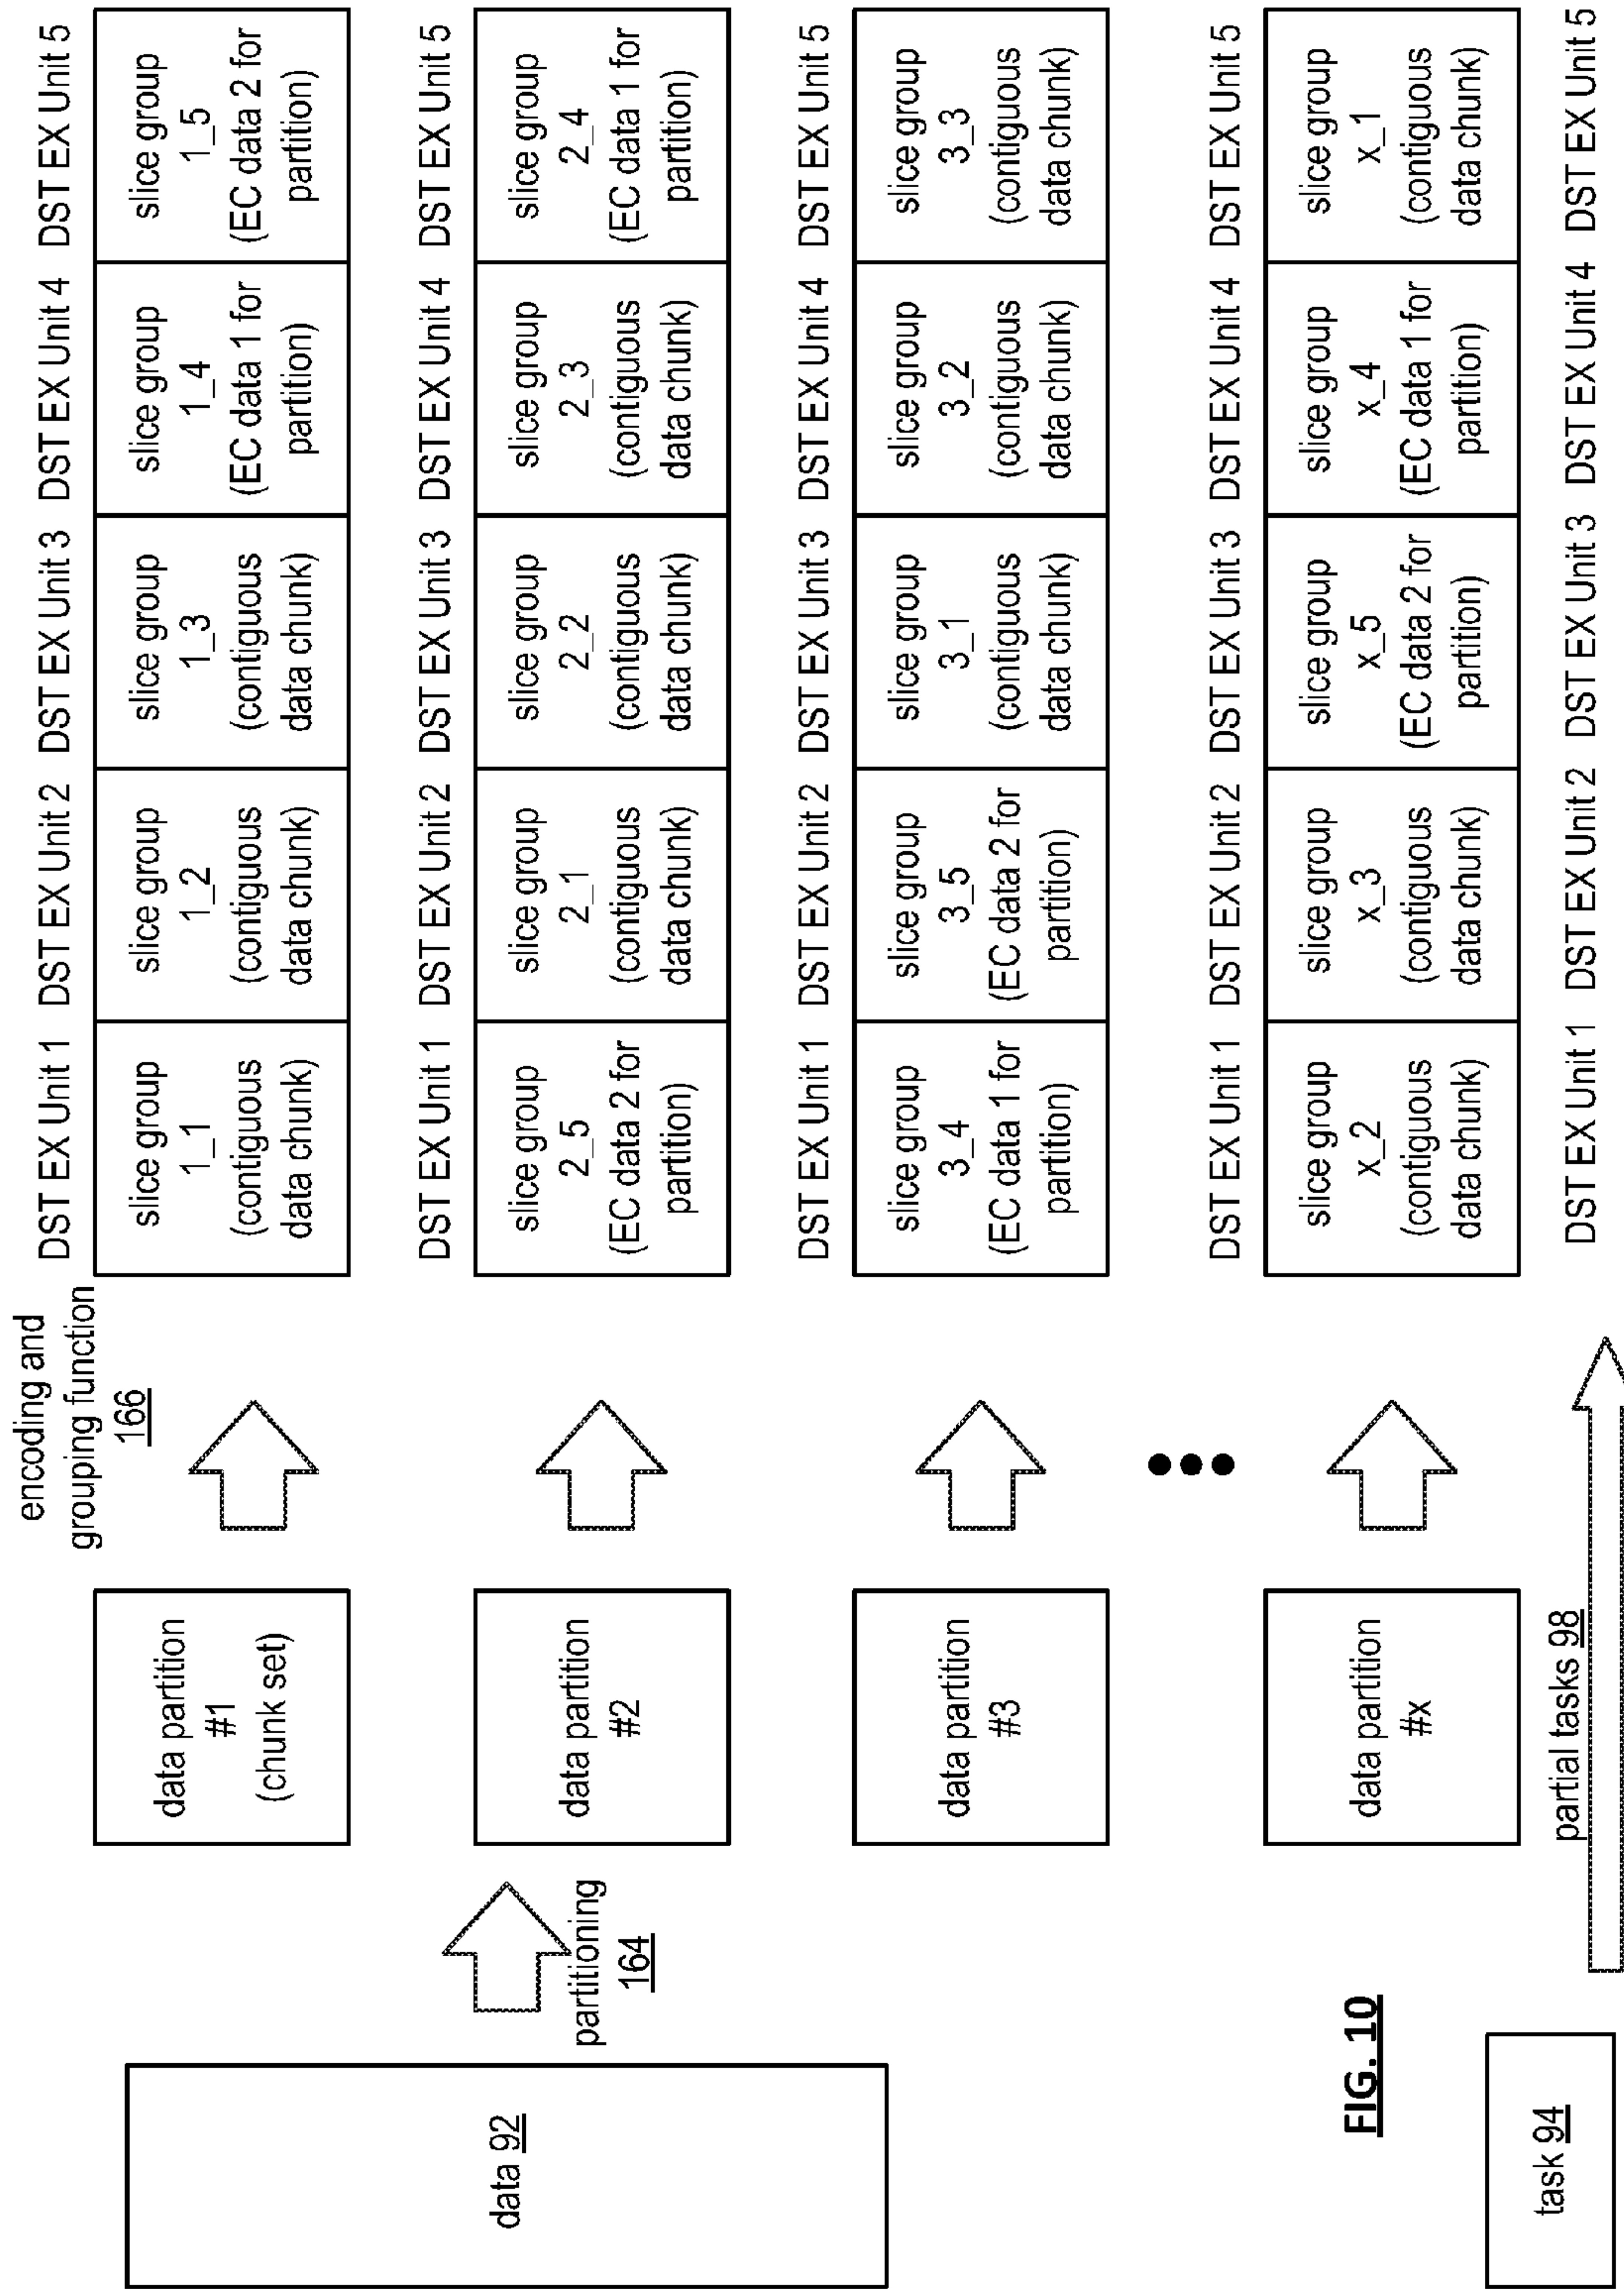 data 92
task 94
partitioning
164
FIG. 10
data partition
#1
(chunk set)
data partition
#2
data partition
#3
data partition
#x
partial tasks 98
encoding and
grouping function
166
DST EX Unit 1 DST EX Unit 2 DST EX Unit 3 DST EX Unit 4 DST EX Unit 5
slice group
1_1
(contiguous
data chunk)
slice group
1_2
(contiguous
data chunk)
slice group
1_3
(contiguous
data chunk)
slice group
1_4
(EC data 1 for
partition)
slice group
1_5
(EC data 2 for
partition)
DST EX Unit 1 DST EX Unit 2 DST EX Unit 3 DST EX Unit 4 DST EX Unit 5
slice group
2_5
(EC data 2 for
partition)
slice group
2_1
(contiguous
data chunk)
slice group
2_2
(contiguous
data chunk)
slice group
2_3
(contiguous
data chunk)
slice group
2_4
(EC data 1 for
partition)
DST EX Unit 1 DST EX Unit 2 DST EX Unit 3 DST EX Unit 4 DST EX Unit 5
slice group
3_4
(EC data 1 for
partition)
slice group
3_5
(EC data 2 for
partition)
slice group
3_1
(contiguous
data chunk)
slice group
3_2
(contiguous
data chunk)
slice group
3_3
(contiguous
data chunk)
DST EX Unit 1 DST EX Unit 2 DST EX Unit 3 DST EX Unit 4 DST EX Unit 5
slice group
x_2
(contiguous
data chunk)
slice group
x_3
(contiguous
data chunk)
slice group
x_5
(EC data 2 for
partition)
slice group
x_4
(EC data 1 for
partition)
slice group
x_1
(contiguous
data chunk)
DST EX Unit 1 DST EX Unit 2 DST EX Unit 3 DST EX Unit 4 DST EX Unit 5